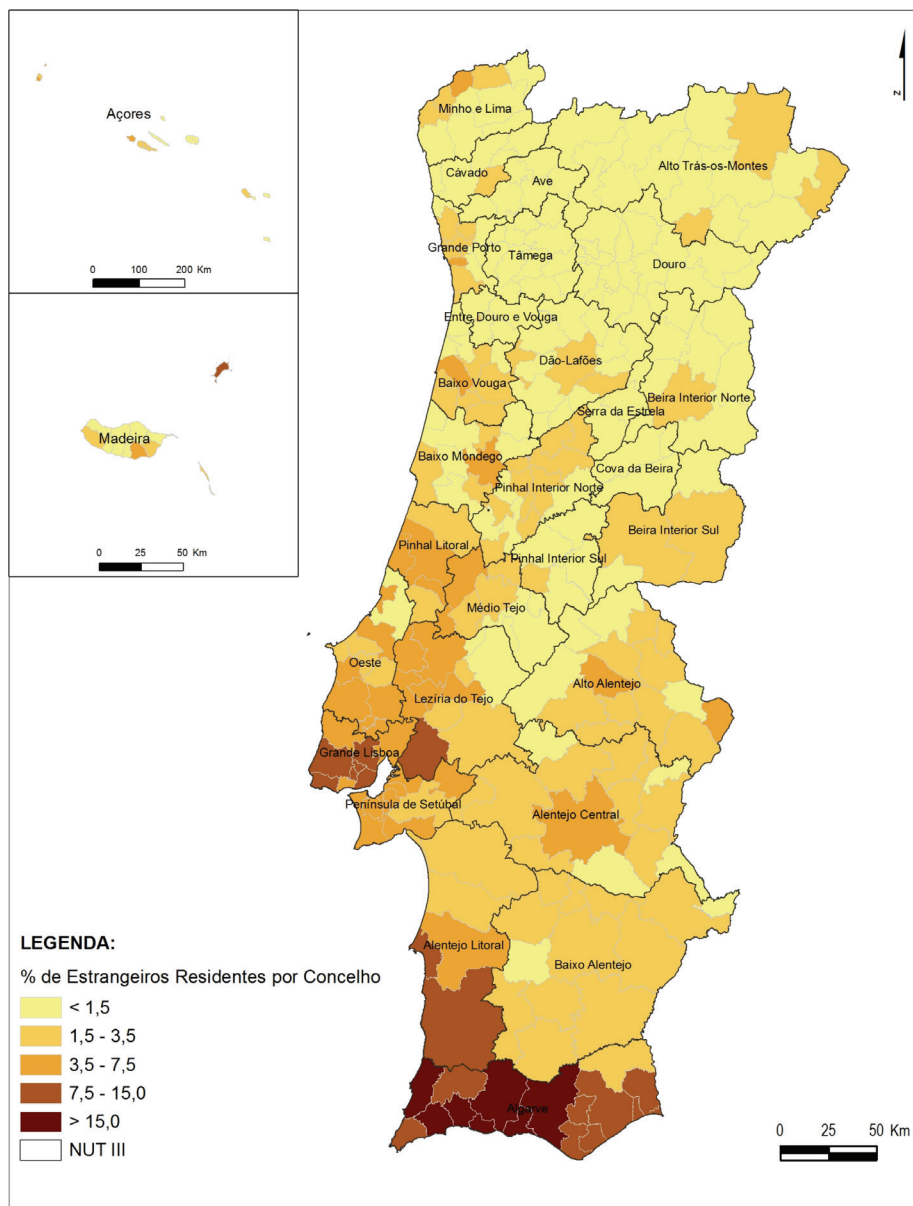 Açores
0 100 200 Km
Madeira
0 25 50 Km
z
Minho e Lima
Alto Trás-os-Montes
Cávado
Ave
Grande Porto
Tâmega
Douro
Entre Douro e Vouga
Dão-Lafões
Baixo Vouga
Beira Interior Norte
Serra da Estrela
Baixo Mondego
Cova da Beira
Pinhal Interior Norte
Beira Interior Sul
Pinhal Litoral
Pinhal Interior Sul
Médio Tejo
Oeste
Alto Alentejo
Lezíria do Tejo
Grande Lisboa
Península de Setúbal
Alentejo Central
Alentejo Litoral
Baixo Alentejo
Algarve
LEGENDA:
% de Estrangeiros Residentes por Concelho
< 1,5
1,5 - 3,5
3,5 - 7,5
7,5 - 15,0
> 15,0
NUT III
0 25 50 Km